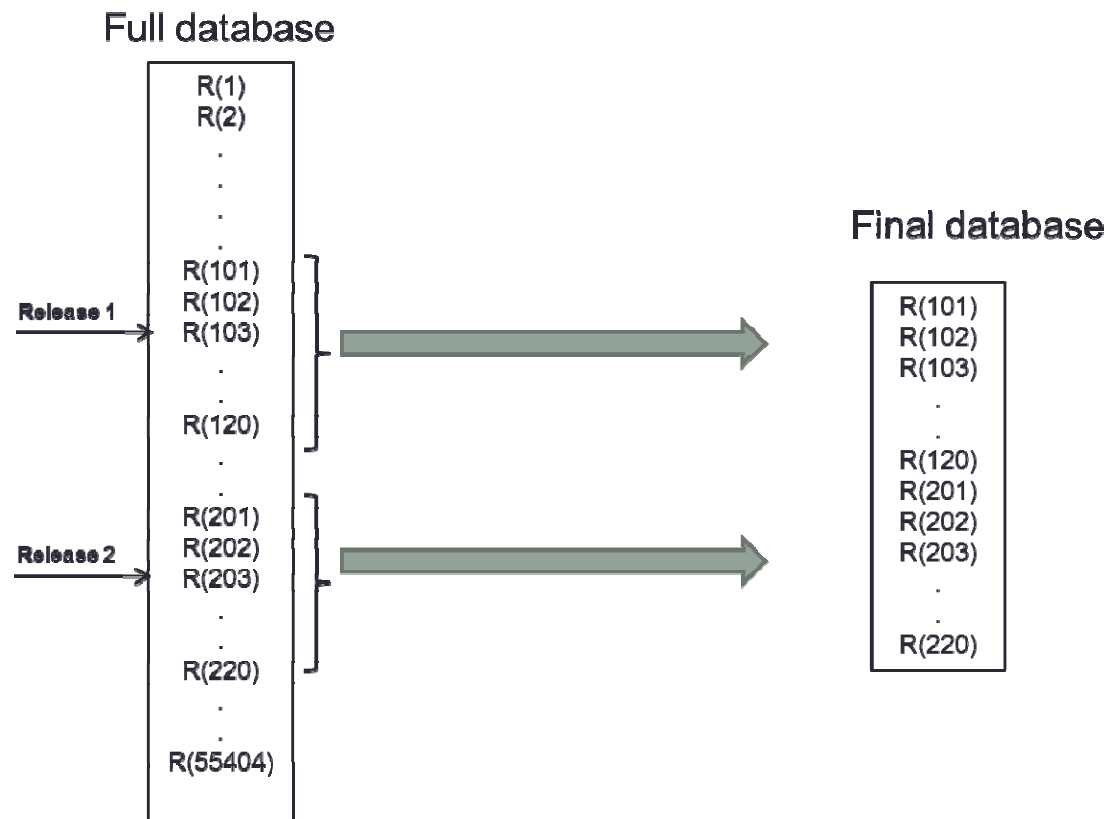 Full database
R(1)
R(2)
.
.
.
.
R(101)
R(102)
Release 1
R(103)
.
.
R(120)
.
.
R(201)
R(202)
Release 2
R(203)
.
.
R(220)
.
.
R(55404)
Final database
R(101)
R(102)
R(103)
.
.
R(120)
R(201)
R(202)
R(203)
.
.
R(220)